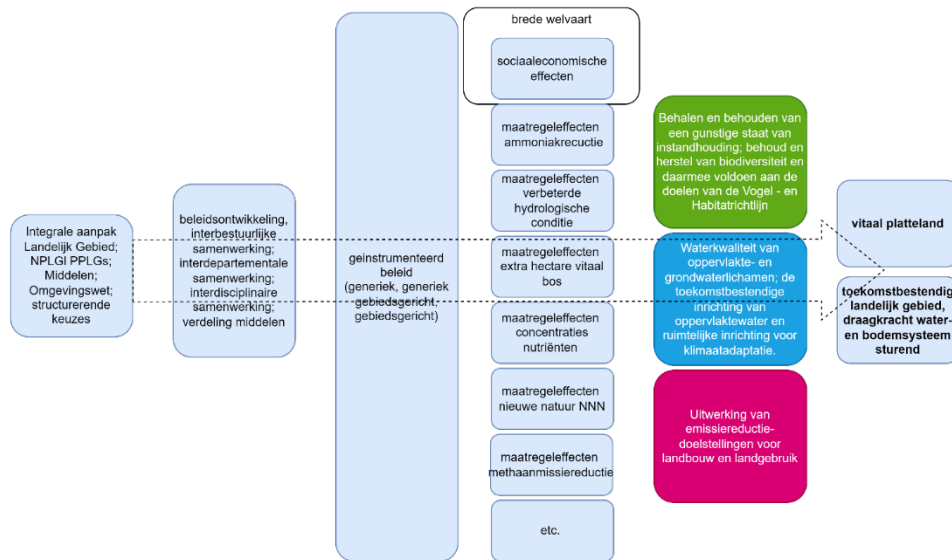 Integrale aanpak
Landelijk Gebied;
NPLGI PPLGs;
Middelen;
Omgevingswet;
structurerende
keuzes
beleidsontwikkeling,
interbestuurlijke
samenwerking;
interdepartementale
samenwerking;
interdisciplinaire
samenwerking;
verdeling middelen
geinstrumenteerd
beleid
(generiek, generiek
gebiedsgericht,
gebiedsgericht)
brede welvaart
sociaaleconomische
effecten
maatregeleffecten
ammoniakrecuctie
maatregeleffecten
verbeterde
hydrologische
conditie
maatregeleffecten
extra hectare vitaal
bos
maatregeleffecten
concentraties
nutriënten
maatregeleffecten
nieuwe natuur NNN
maatregeleffecten
methaanmissiereductie
etc.
Behalen en behouden van
een gunstige staat van
instandhouding; behoud en
herstel van biodiversiteit en
daarmee voldoen aan de
doelen van de Vogel - en
Habitatrichtlijn
Waterkwaliteit van
oppervlakte- en
grondwaterlichamen; de
toekomstbestendige
inrichting van
oppervlaktewater en
ruimtelijke inrichting voor
klimaatadaptatie.
Uitwerking van
emissiereductie-
doelstellingen voor
landbouw en landgebruik
vitaal platteland
toekomstbestendig
landelijk gebied,
draagkracht water-
en bodemsysteem
sturend